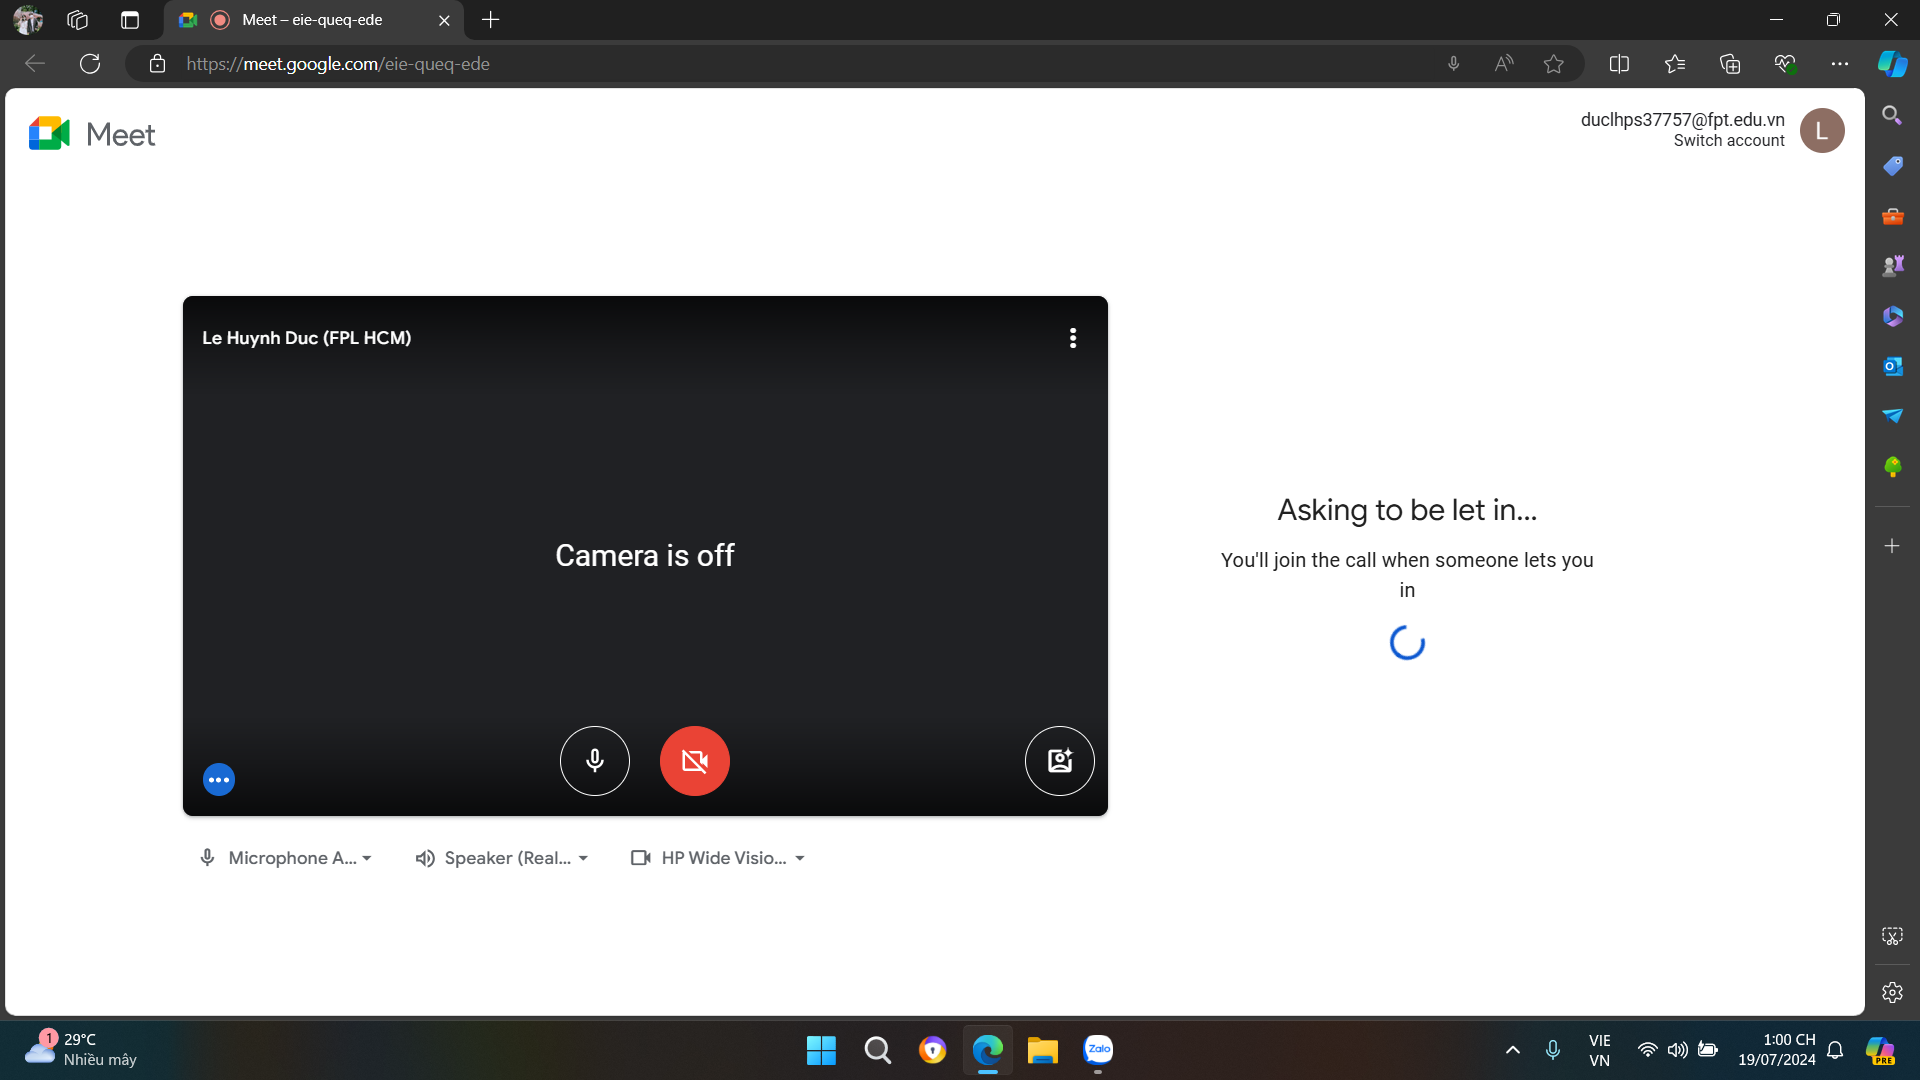 Meet – eie-queq-ede
https://meet.google.com/eie-queq-ede
Meet
duclhps37757@fpt.edu.vn
Switch account
L
Le Huynh Duc (FPL HCM)
Camera is off
Asking to be let in...
You'll join the call when someone lets you
in
Microphone A...
Speaker (Real...
HP Wide Visio...
1
29°C
Nhiều mây
Zalo
VIE
VN
1:00 CH
19/07/2024
PRE